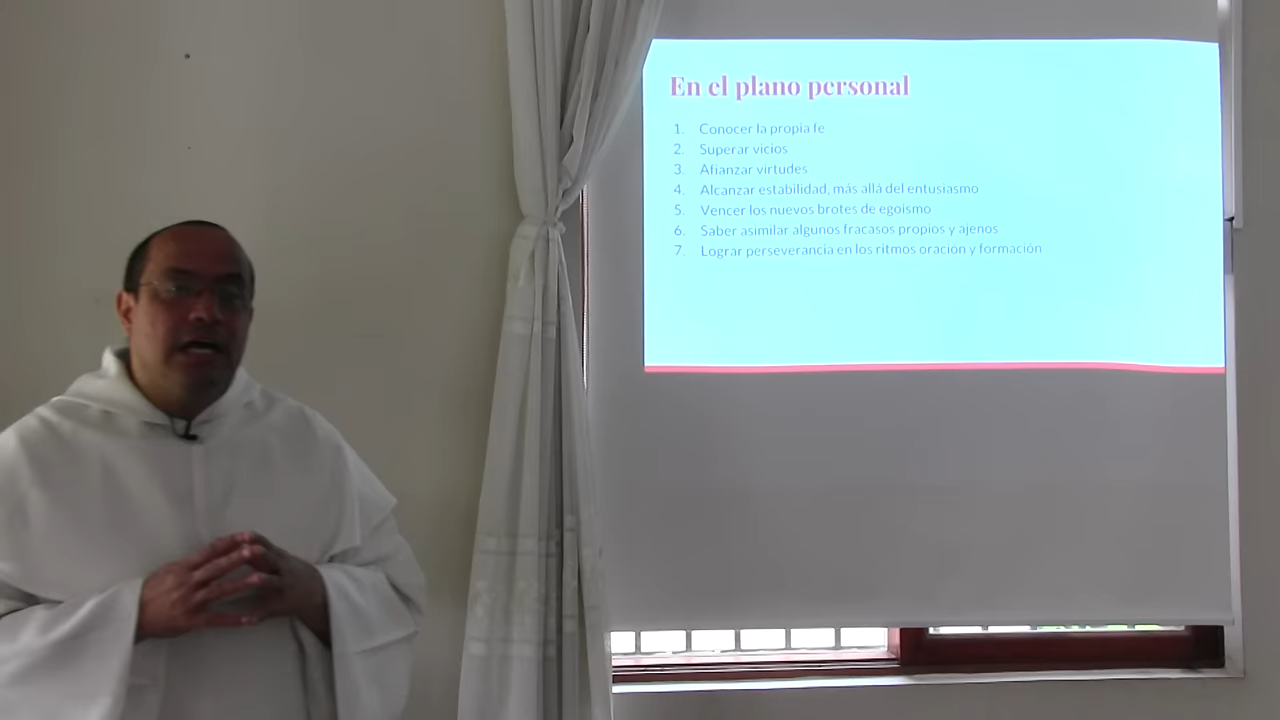 En el plano personal
1. Conocer la propia fe
2. Superar vicios
3. Afianzar virtudes
4. Alcanzar estabilidad, más allá del entusiasmo
5. Vencer los nuevos brotes de egoísmo
6. Saber asimilar algunos fracasos propios y ajenos
7. Lograr perseverancia en los ritmos oración y formación